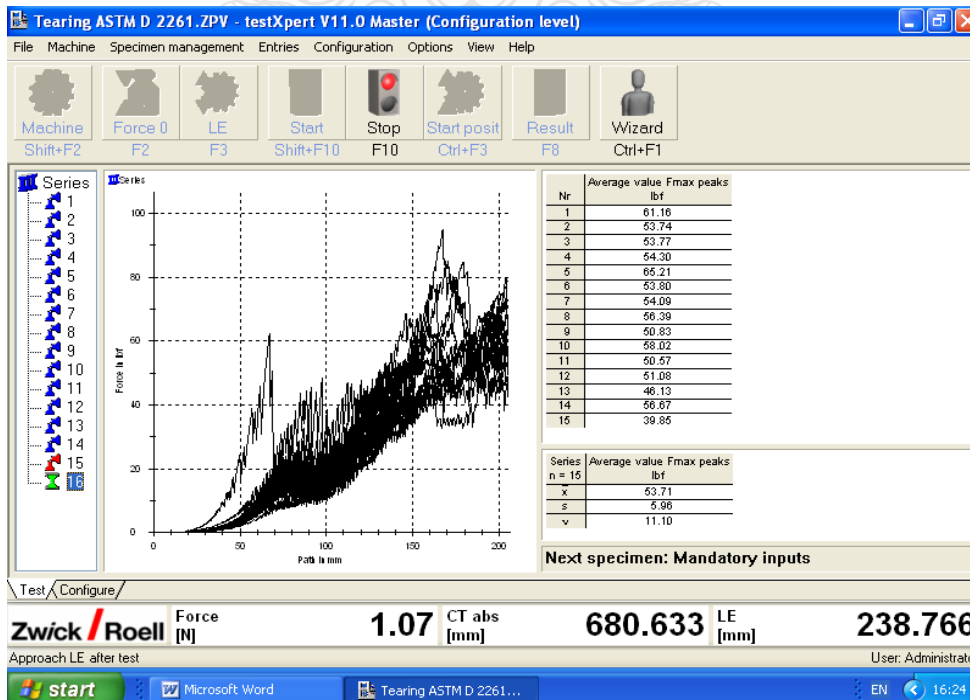 Tearing ASTM D 2261.ZPV - testXpert V11.0 Master (Configuration level)
File Machine Specimen management Entries Configuration Options View Help
Machine Force 0 LE Start Stop Start posit Result Wizard
Shift+F2 F2 F3 Shift+F10 F10 Ctrl+F3 F8 Ctrl+F1
Series
1
2
3
4
5
6
7
8
9
10
11
12
13
14
15
16
Series
100
80
60
40
20
0
Force in lbf
0 50 100 150 200
Path in mm
Average value Fmax peaks
Nr lbf
1 61.16
2 53.74
3 53.77
4 54.30
5 65.21
6 53.80
7 54.09
8 56.39
9 50.83
10 58.02
11 50.57
12 51.08
13 46.13
14 56.67
15 39.85
Series Average value Fmax peaks
n = 15 lbf
x̄ 53.71
s 5.96
v 11.10
Next specimen: Mandatory inputs
Test Configure
Zwick / Roell Force [N] 1.07 CT abs [mm] 680.633 LE [mm] 238.766
Approach LE after test User: Administrato
start Microsoft Word Tearing ASTM D 2261... EN 16:24